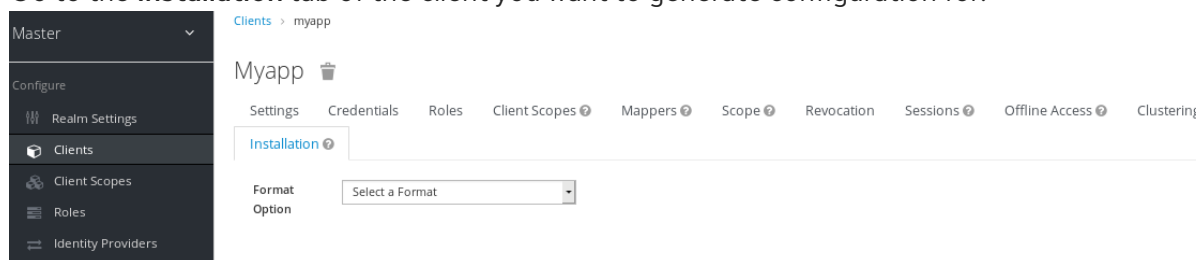 Go to the Installation tab of the client you want to generate configuration for.
Master
Clients > myapp
Myapp
Configure
Realm Settings
Clients
Client Scopes
Roles
Identity Providers
Settings Credentials Roles Client Scopes Mappers Scope Revocation Sessions Offline Access Clustering
Installation
Format Option
Select a Format